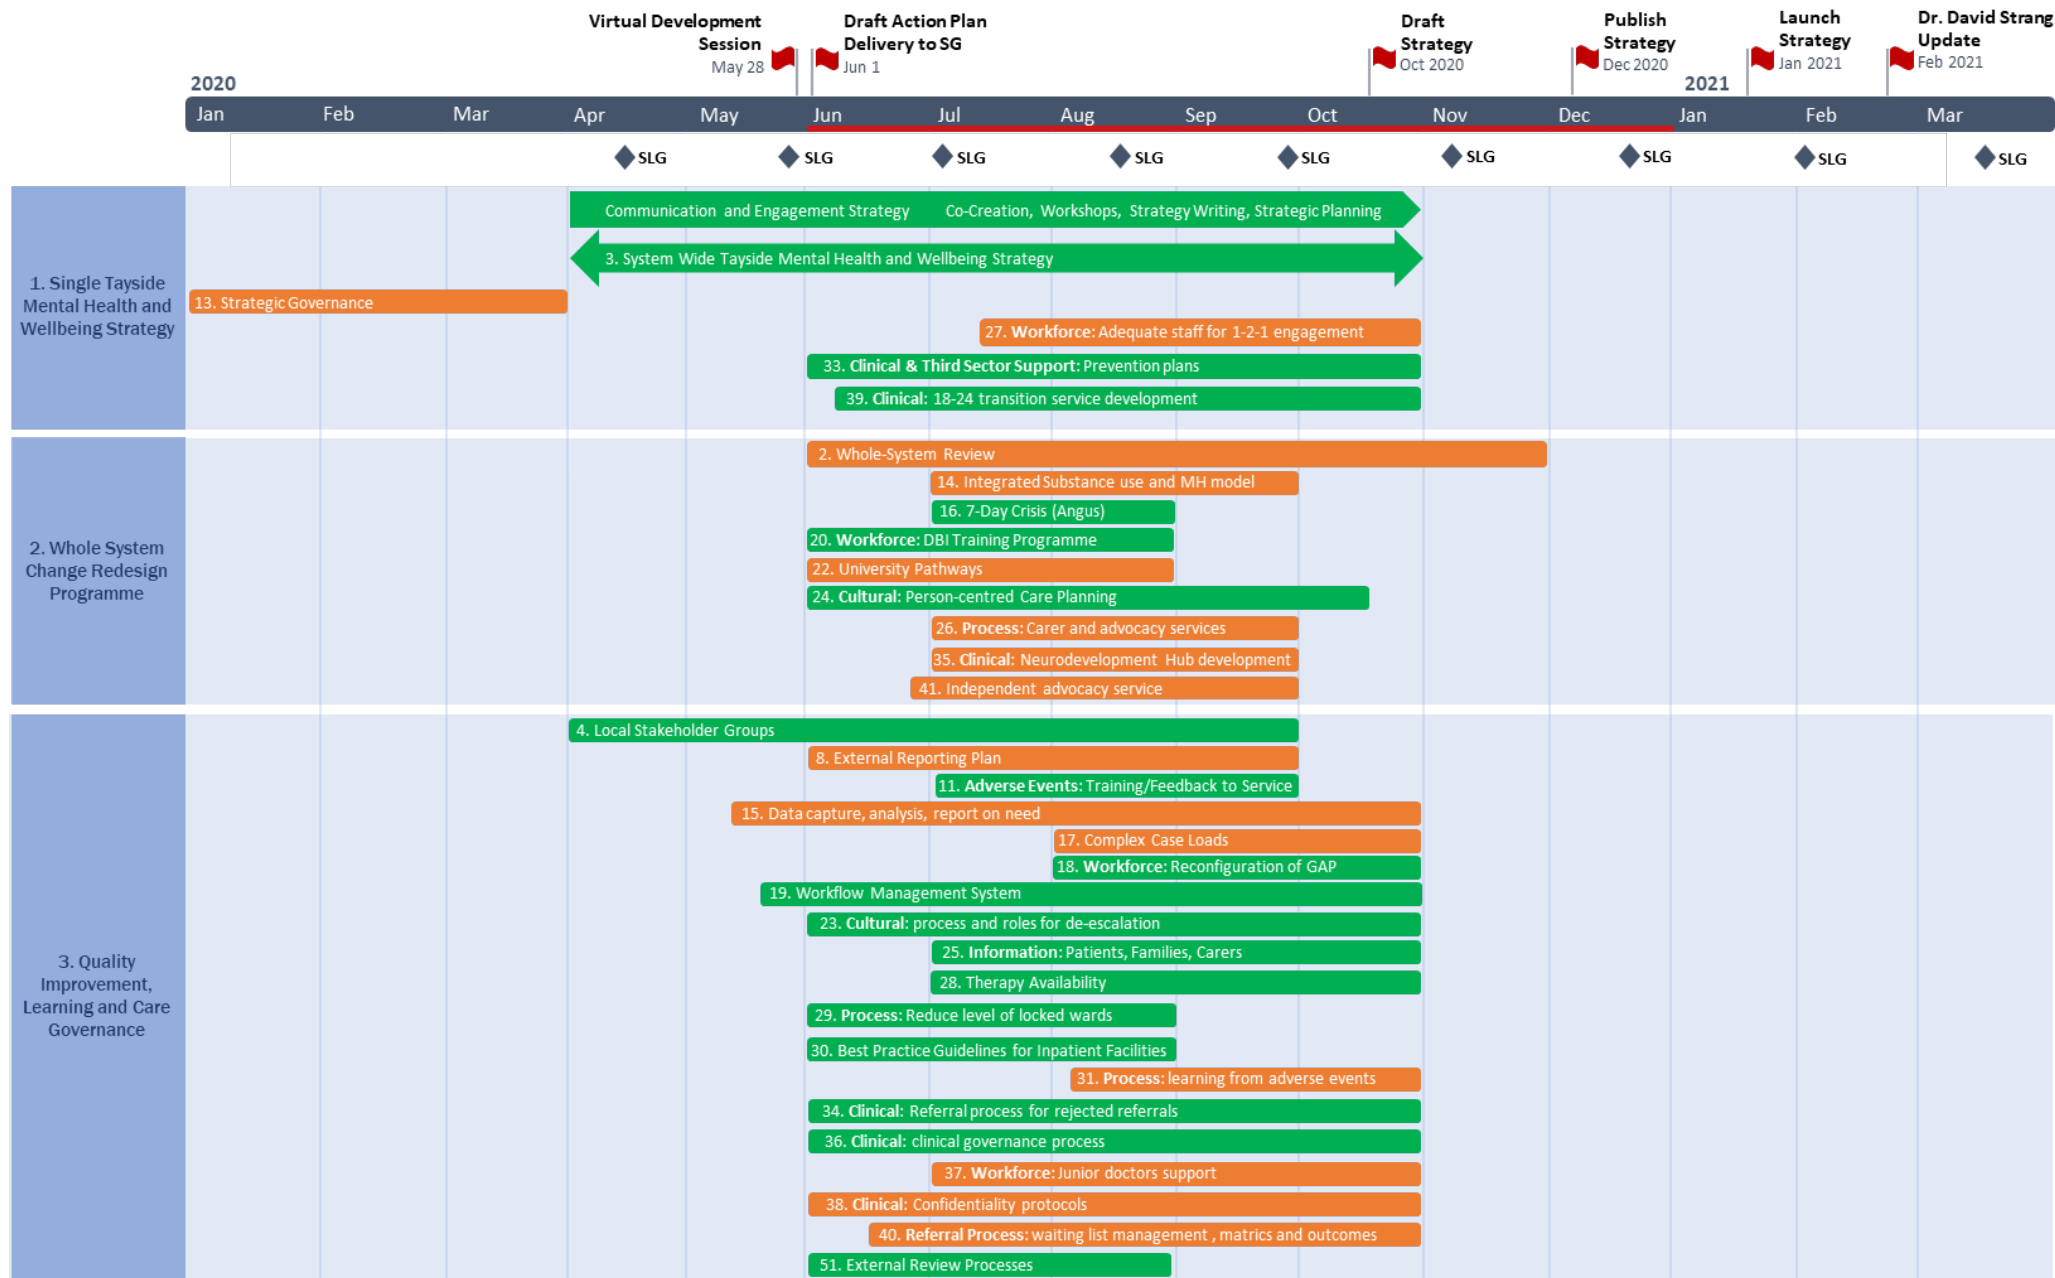 Virtual Development
Session
May 28
Draft Action Plan
Delivery to SG
Jun 1
Draft
Strategy
Oct 2020
Publish
Strategy
Dec 2020
Launch
Strategy
Jan 2021
Dr. David Strang
Update
Feb 2021
2020
2021
Jan Feb Mar Apr May Jun Jul Aug Sep Oct Nov Dec Jan Feb Mar
SLG SLG SLG SLG SLG SLG SLG SLG SLG
1. Single Tayside
Mental Health and
Wellbeing Strategy
Communication and Engagement Strategy Co-Creation, Workshops, Strategy Writing, Strategic Planning
3. System Wide Tayside Mental Health and Wellbeing Strategy
13. Strategic Governance
27. Workforce: Adequate staff for 1-2-1 engagement
33. Clinical & Third Sector Support: Prevention plans
39. Clinical: 18-24 transition service development
2. Whole System
Change Redesign
Programme
2. Whole-System Review
14. Integrated Substance use and MH model
16. 7-Day Crisis (Angus)
20. Workforce: DBI Training Programme
22. University Pathways
24. Cultural: Person-centred Care Planning
26. Process: Carer and advocacy services
35. Clinical: Neurodevelopment Hub development
41. Independent advocacy service
3. Quality
Improvement,
Learning and Care
Governance
4. Local Stakeholder Groups
8. External Reporting Plan
11. Adverse Events: Training/Feedback to Service
15. Data capture, analysis, report on need
17. Complex Case Loads
18. Workforce: Reconfiguration of GAP
19. Workflow Management System
23. Cultural: process and roles for de-escalation
25. Information: Patients, Families, Carers
28. Therapy Availability
29. Process: Reduce level of locked wards
30. Best Practice Guidelines for Inpatient Facilities
31. Process: learning from adverse events
34. Clinical: Referral process for rejected referrals
36. Clinical: clinical governance process
37. Workforce: Junior doctors support
38. Clinical: Confidentiality protocols
40. Referral Process: waiting list management , matrics and outcomes
51. External Review Processes